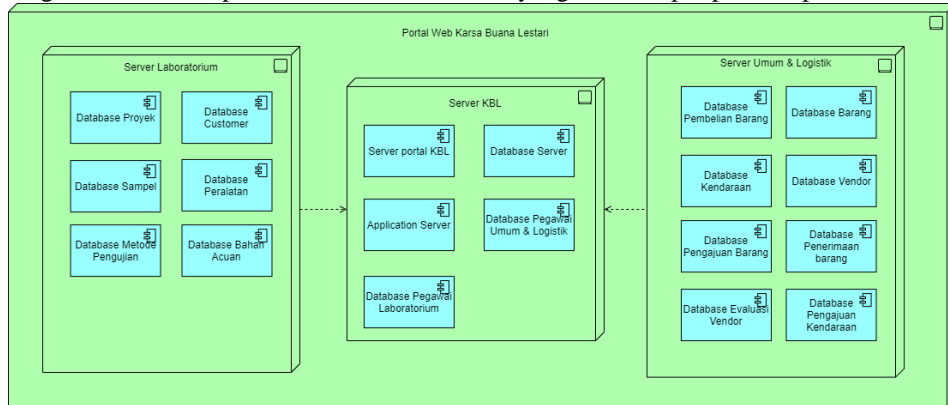 Portal Web Karsa Buana Lestari
Server Laboratorium
Database Proyek
Database
Customer
Database Sampel
Database
Peralatan
Database Metode
Pengujian
Database Bahan
Acuan
Server KBL
Server portal KBL
Database Server
Application Server
Database Pegawai
Umum & Logistik
Database Pegawai
Laboratorium
Server Umum & Logistik
Database
Pembelian Barang
Database Barang
Database
Kendaraan
Database Vendor
Database
Pengajuan Barang
Database
Penerimaan
barang
Database Evaluasi
Vendor
Database
Pengajuan
Kendaraan